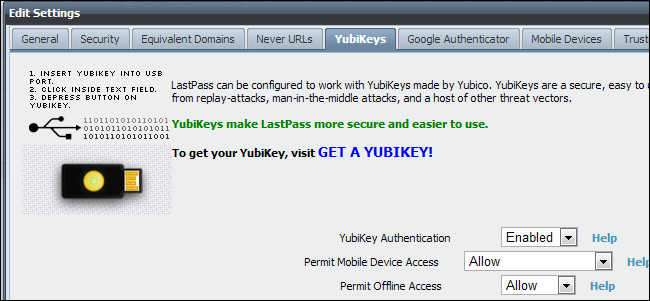 Edit Settings
General Security Equivalent Domains Never URLs YubiKeys Google Authenticator Mobile Devices
1. INSERT YUBIKEY INTO USB
PORT.
2. CLICK INSIDE TEXT FIELD.
3. DEPRESS BUTTON ON
YUBIKEY.
1101101010110101
0101101010101011
1010110101011001
LastPass can be configured to work with YubiKeys made by Yubico. YubiKeys are a secure, easy to
from replay-attacks, man-in-the-middle attacks, and a host of other threat vectors.
YubiKeys make LastPass more secure and easier to use.
To get your YubiKey, visit GET A YUBIKEY!
YubiKey Authentication Enabled Help
Permit Mobile Device Access Allow Help
Permit Offline Access Allow Help